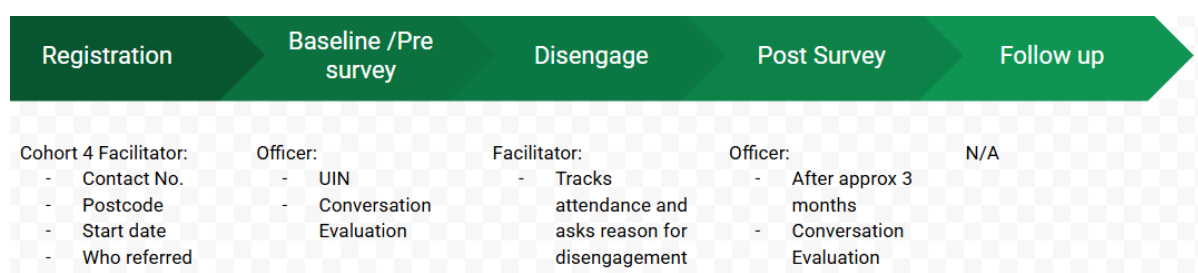 Registration
Baseline /Pre
survey
Disengage
Post Survey
Follow up
Cohort 4 Facilitator:
- Contact No.
- Postcode
- Start date
- Who referred
Officer:
- UIN
- Conversation
Evaluation
Facilitator:
- Tracks
attendance and
asks reason for
disengagement
Officer:
- After approx 3
months
- Conversation
Evaluation
N/A